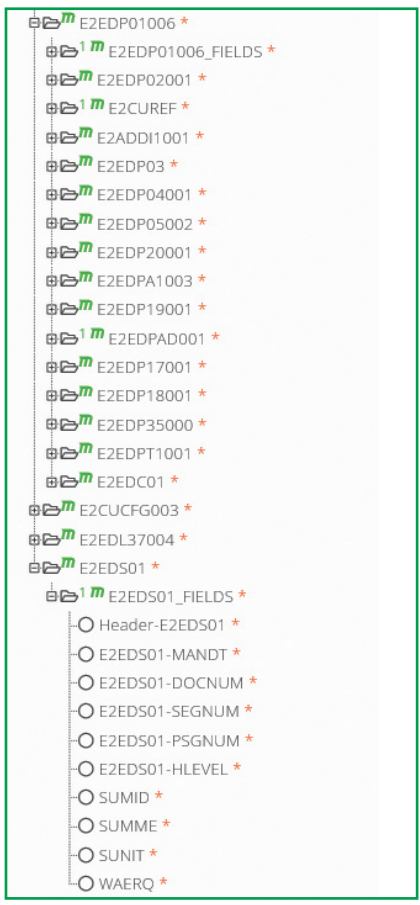 m E2EDP01006 *
1 m E2EDP01006_FIELDS *
m E2EDP02001 *
1 m E2CUREF *
m E2ADDI1001 *
m E2EDP03 *
m E2EDP04001 *
m E2EDP05002 *
m E2EDP20001 *
m E2EDPA1003 *
m E2EDP19001 *
1 m E2EDPAD001 *
m E2EDP17001 *
m E2EDP18001 *
m E2EDP35000 *
m E2EDPT1001 *
m E2EDC01 *
m E2CUCFG003 *
m E2EDL37004 *
m E2EDS01 *
1 m E2EDS01_FIELDS *
Header-E2EDS01 *
E2EDS01-MANDT *
E2EDS01-DOCNUM *
E2EDS01-SEGNUM *
E2EDS01-PSGNUM *
E2EDS01-HLEVEL *
SUMID *
SUMME *
SUNIT *
WAERQ *